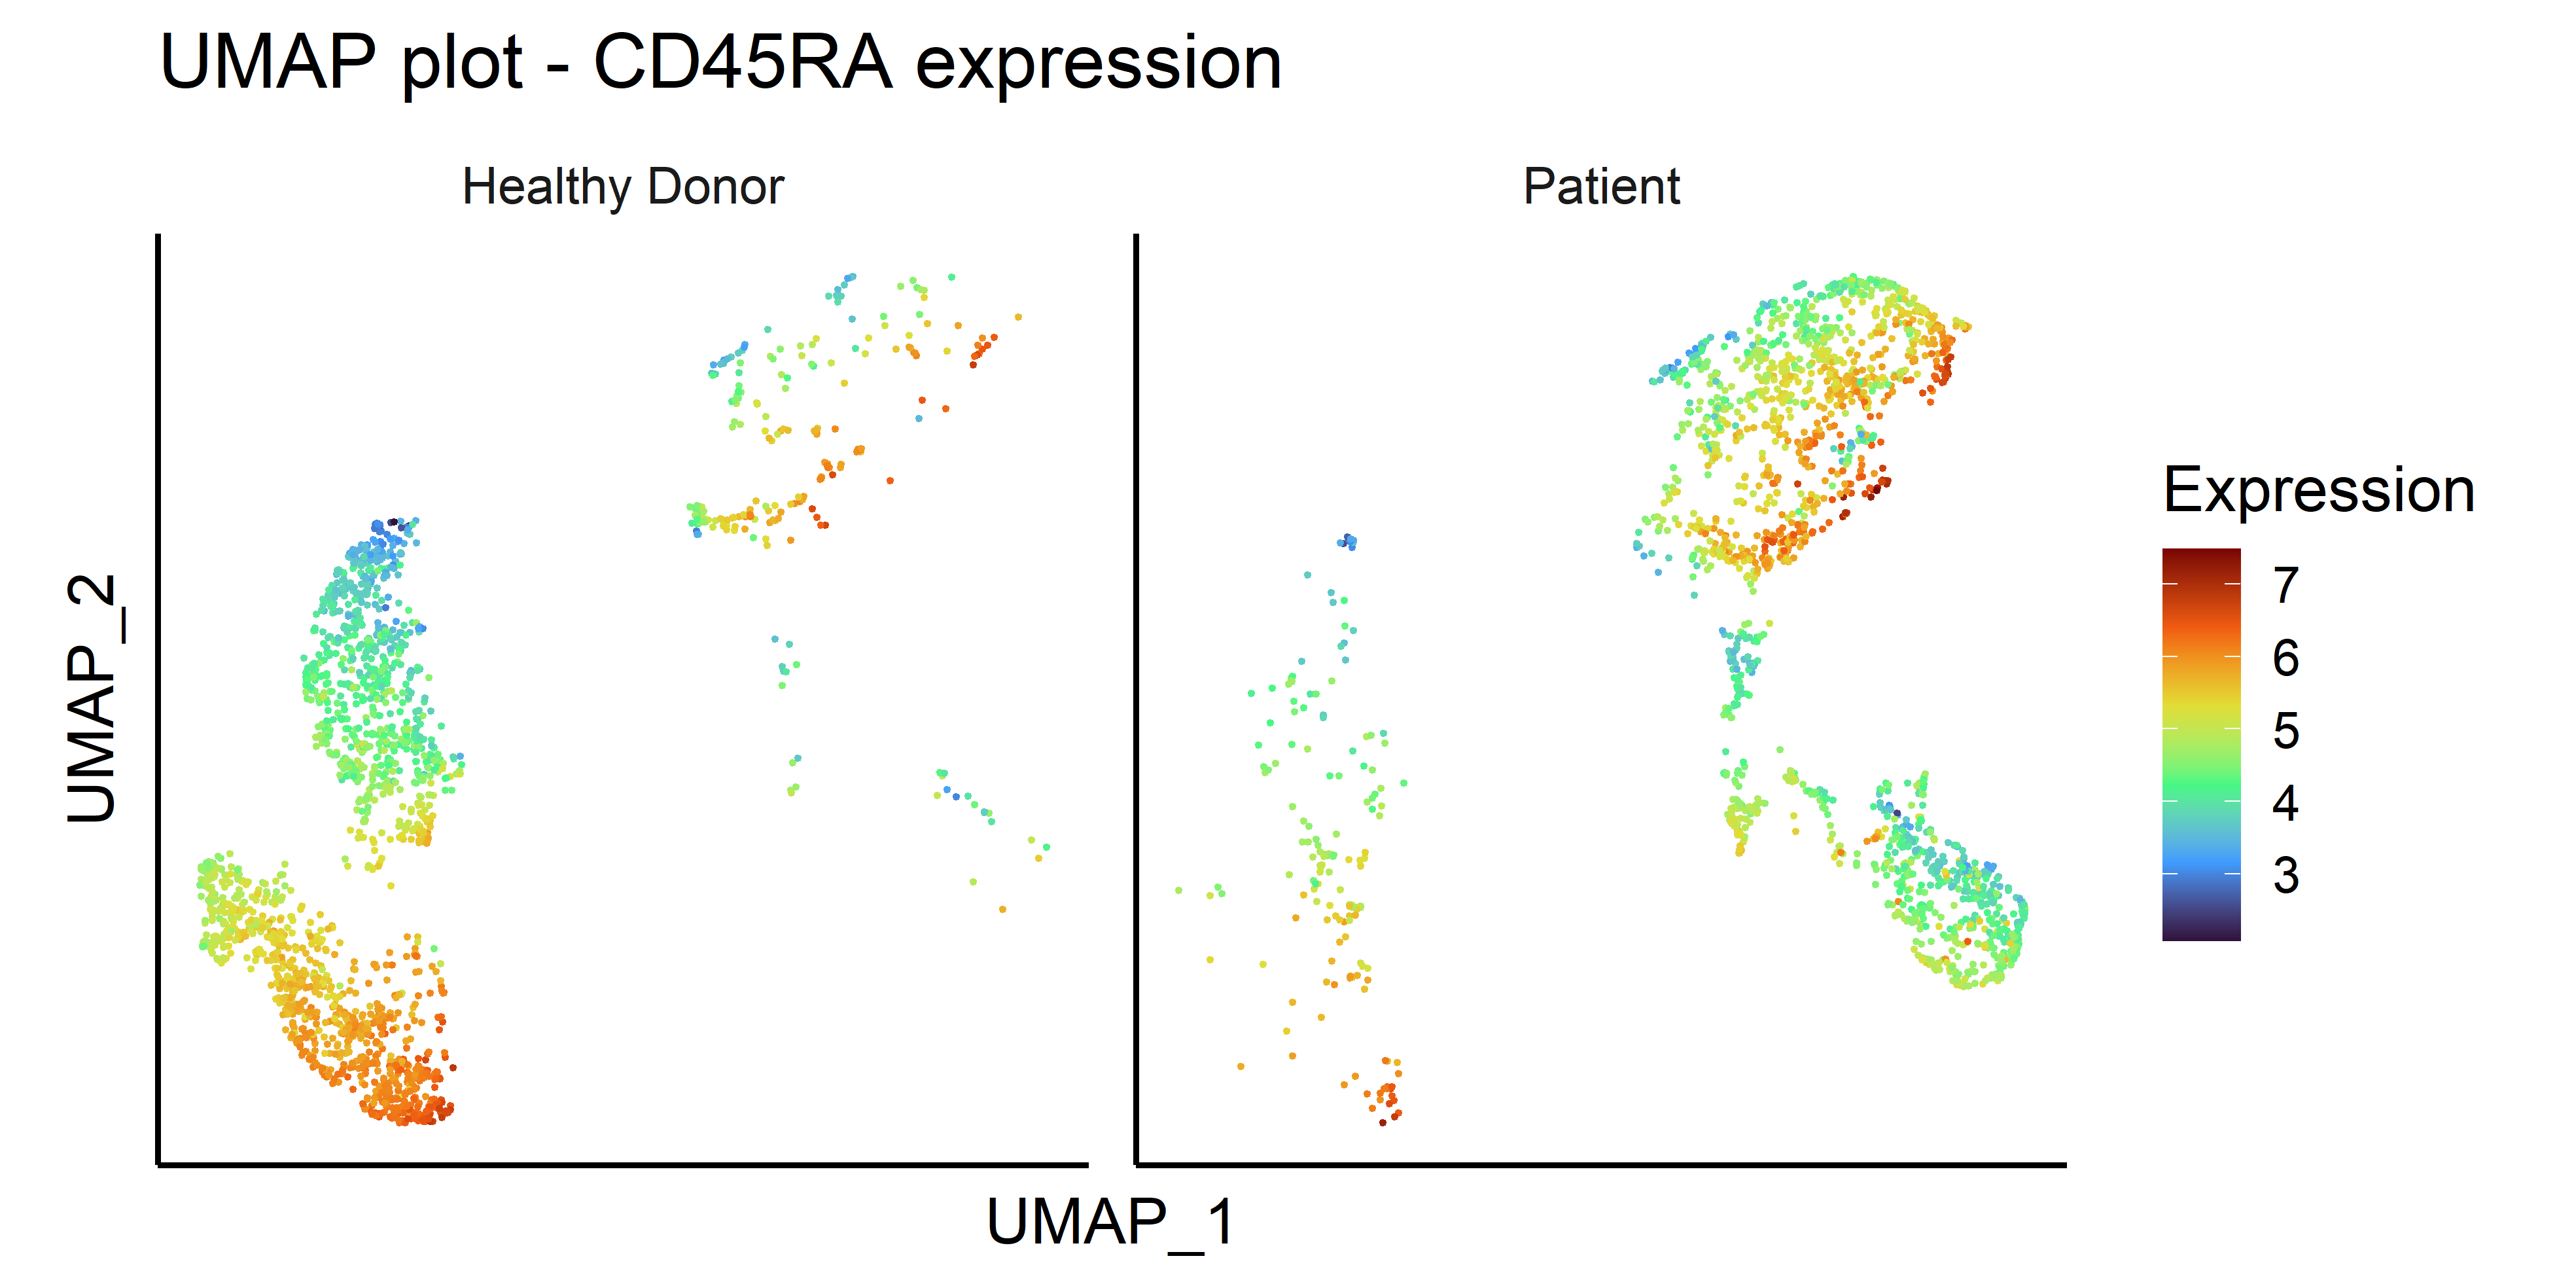 UMAP plot - CD45RA expression
Healthy Donor
Patient
UMAP_2
UMAP_1
Expression
7
6
5
4
3